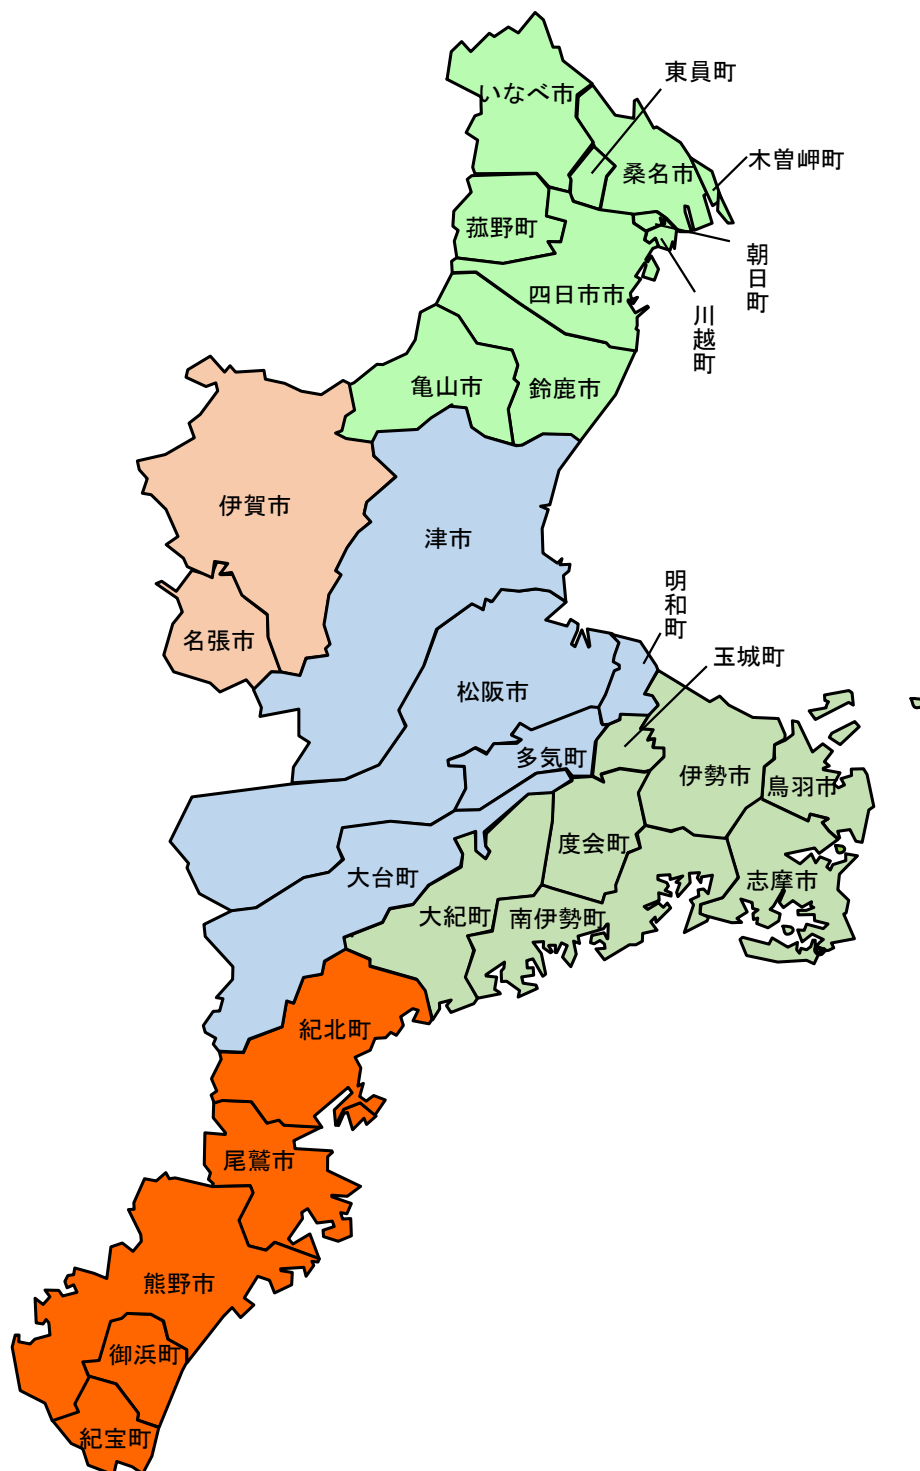 東員町
いなべ市
木曽岬町
桑名市
菰野町
朝日町
四日市市
川越町
亀山市
鈴鹿市
伊賀市
津市
明和町
名張市
玉城町
松阪市
多気町
伊勢市
鳥羽市
度会町
大台町
志摩市
大紀町
南伊勢町
紀北町
尾鷲市
熊野市
御浜町
紀宝町